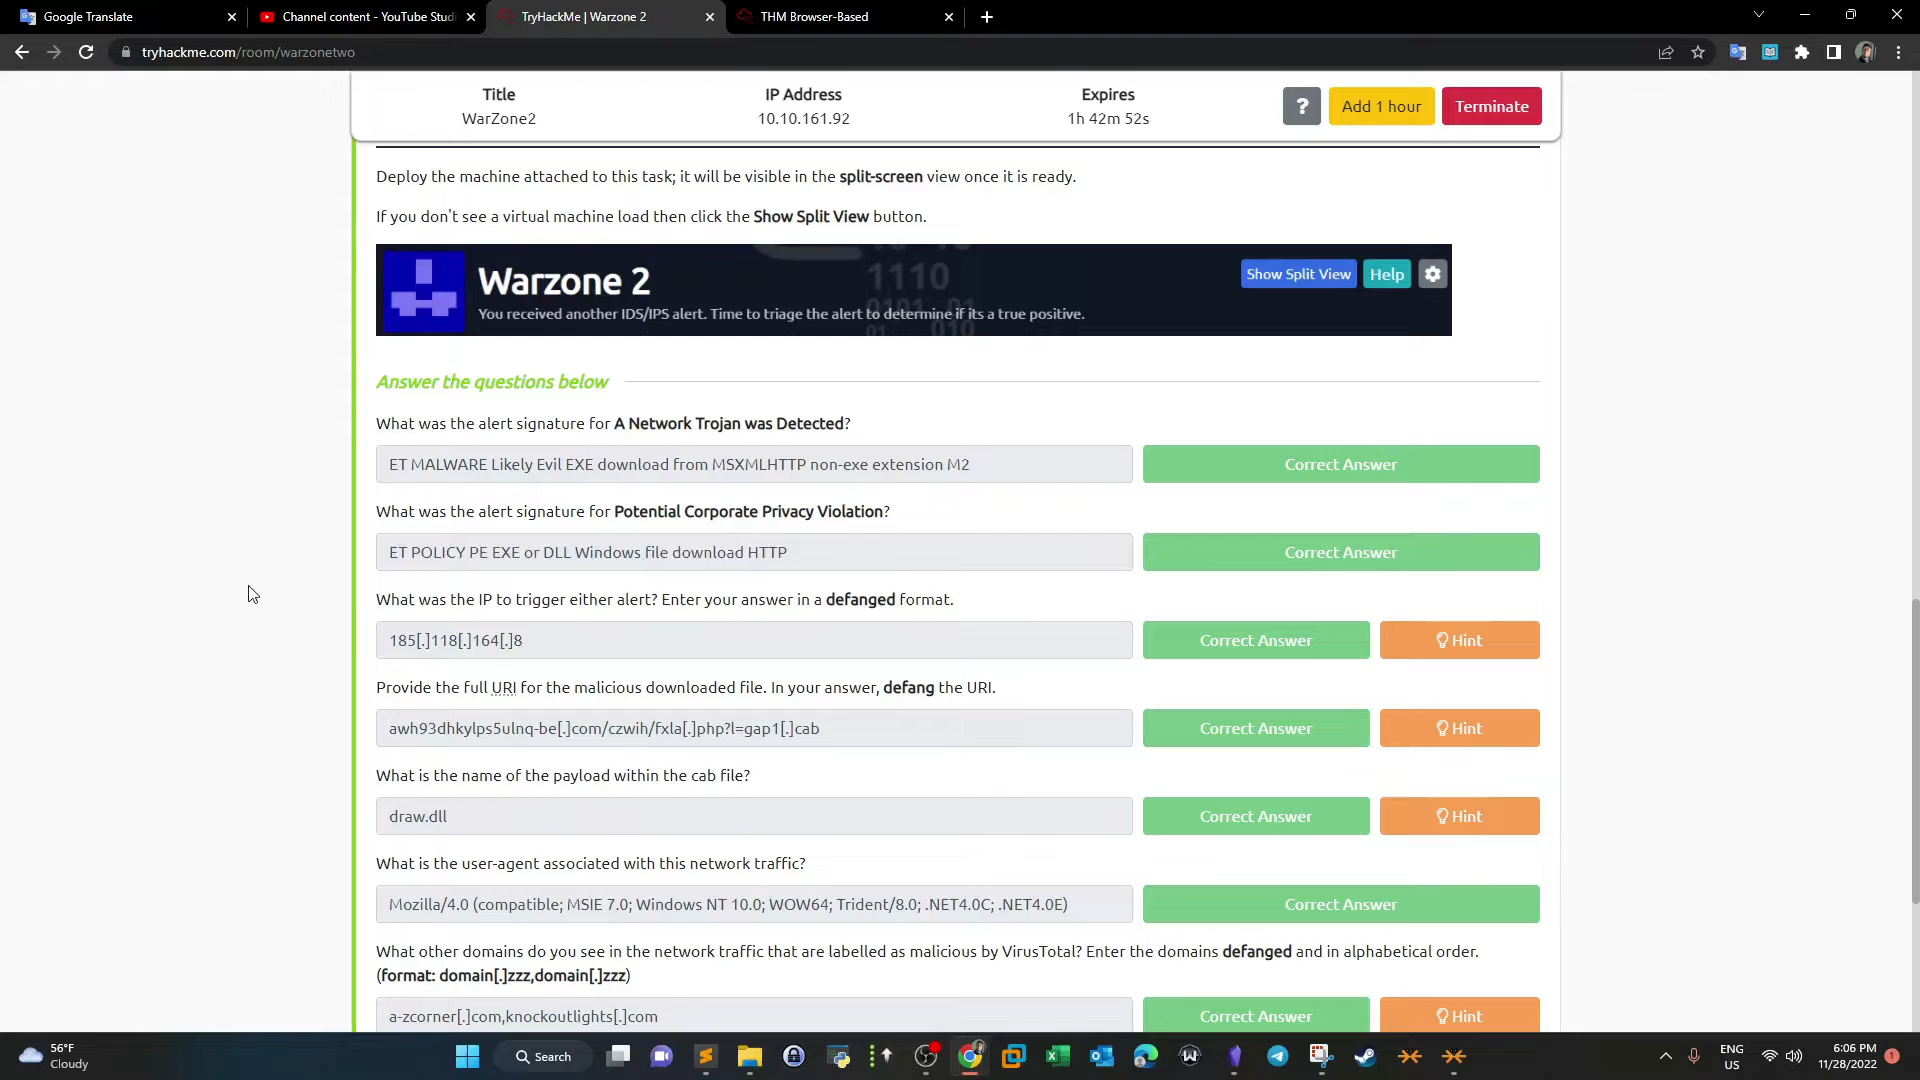 Google Translate
Channel content - YouTube Studi
TryHackMe | Warzone 2
THM Browser-Based
tryhackme.com/room/warzonetwo
Title
WarZone2
IP Address
10.10.161.92
Expires
1h 42m 52s
?
Add 1 hour
Terminate
Deploy the machine attached to this task; it will be visible in the split-screen view once it is ready.
If you don't see a virtual machine load then click the Show Split View button.
Warzone 2
You received another IDS/IPS alert. Time to triage the alert to determine if its a true positive.
1110
Show Split View
Help
Answer the questions below
What was the alert signature for A Network Trojan was Detected?
ET MALWARE Likely Evil EXE download from MSXMLHTTP non-exe extension M2
Correct Answer
What was the alert signature for Potential Corporate Privacy Violation?
ET POLICY PE EXE or DLL Windows file download HTTP
Correct Answer
What was the IP to trigger either alert? Enter your answer in a defanged format.
185[.]118[.]164[.]8
Correct Answer
Hint
Provide the full URI for the malicious downloaded file. In your answer, defang the URI.
awh93dhkylps5ulnq-be[.]com/czwih/fxla[.]php?l=gap1[.]cab
Correct Answer
Hint
What is the name of the payload within the cab file?
draw.dll
Correct Answer
Hint
What is the user-agent associated with this network traffic?
Mozilla/4.0 (compatible; MSIE 7.0; Windows NT 10.0; WOW64; Trident/8.0; .NET4.0C; .NET4.0E)
Correct Answer
What other domains do you see in the network traffic that are labelled as malicious by VirusTotal? Enter the domains defanged and in alphabetical order.
(format: domain[.]zzz,domain[.]zzz)
a-zcorner[.]com,knockoutlights[.]com
Correct Answer
Hint
56°F
Cloudy
Search
ENG
US
6:06 PM
11/28/2022
1